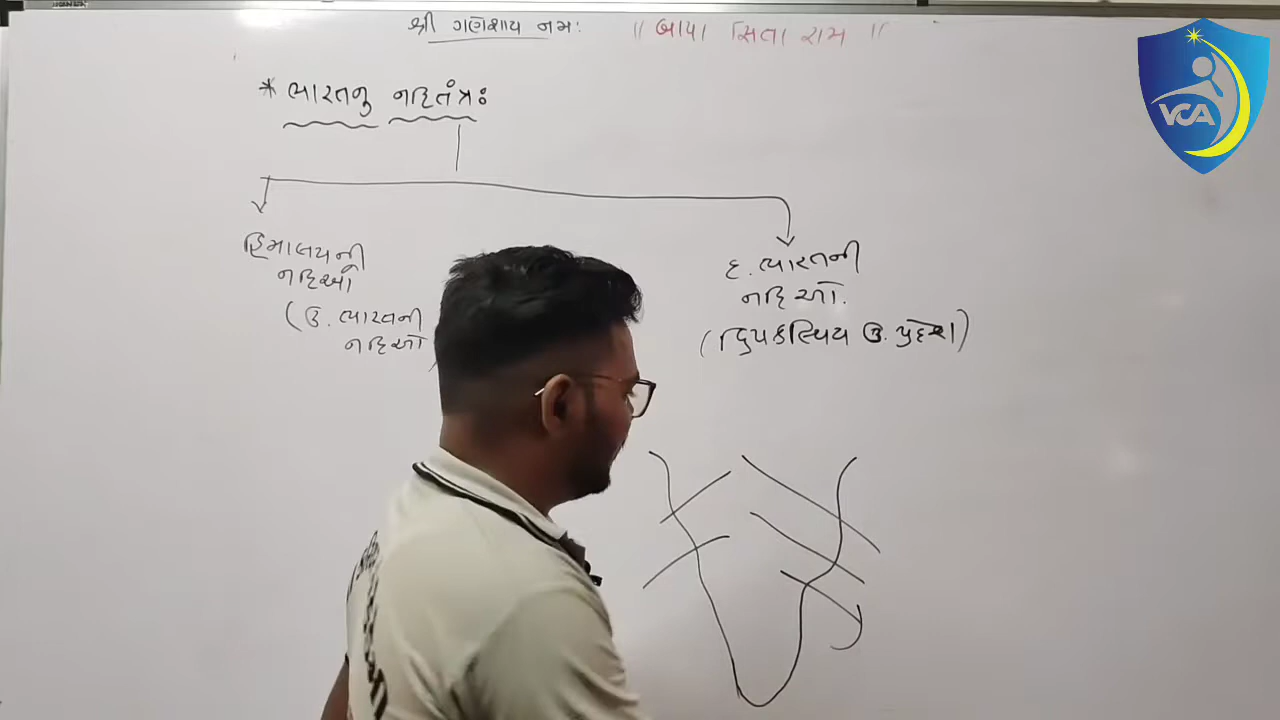 શ્રી ગણેશાય નમઃ
|| બાપા સિતા રામ ||
VCA
* ભારતનુ નદિતંત્રઃ
હિમાલયની
નદિઓ
(ઉ. ભારતની
નદિઓ
દ. ભારતની
નદિઓ.
(દ્વિપકલ્પિય ઉ. પ્રદેશ)